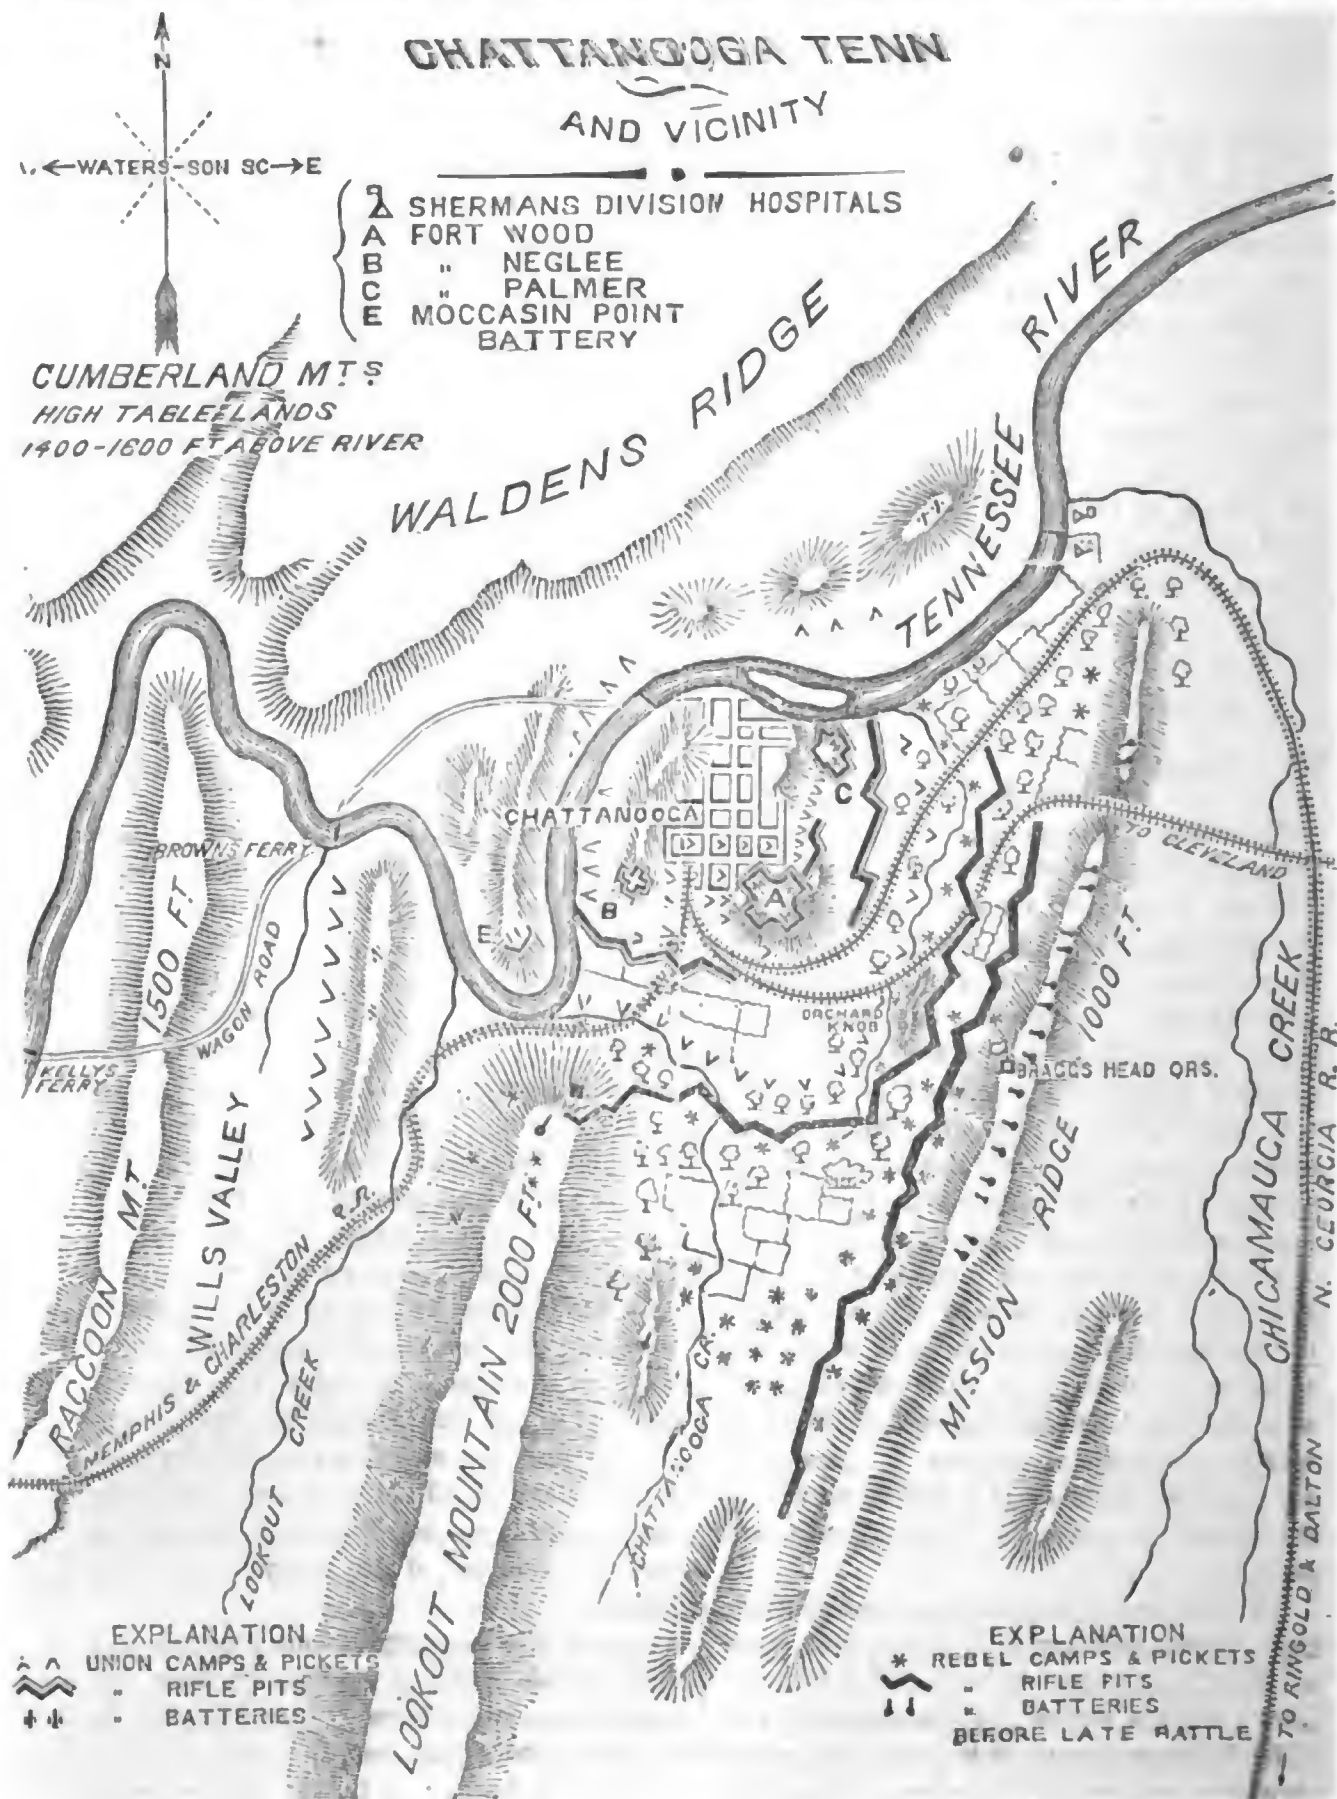 CHATTANOOGA TENN
AND VICINITY
N
WATERS-SON SC E
SHERMANS DIVISION HOSPITALS
A FORT WOOD
B " NEGLEE
C " PALMER
E MOCCASIN POINT
BATTERY
CUMBERLAND MTS
HIGH TABLE LANDS
1400-1600 FT ABOVE RIVER
WALDENS RIDGE
TENNESSEE RIVER
CHATTANOOGA
C
A
B
E
BROWNS FERRY
WAGON ROAD
KELLYS
FERRY
TO CLEVELAND
ORCHARD
KNOB
BRAGGS HEAD QRS.
RACCOON MT 1500 FT
WILLS VALLEY
MEMPHIS & CHARLESTON R.R.
LOOKOUT CREEK
LOOKOUT MOUNTAIN 2000 FT
CHATTANOOGA CR.
MISSION RIDGE 1000 FT
CHICAMAUCA CREEK
N. GEORGIA R. R.
TO RINGOLD & DALTON
EXPLANATION
UNION CAMPS & PICKETS
" RIFLE PITS
" BATTERIES
EXPLANATION
* REBEL CAMPS & PICKETS
" RIFLE PITS
" BATTERIES
BEFORE LATE BATTLE